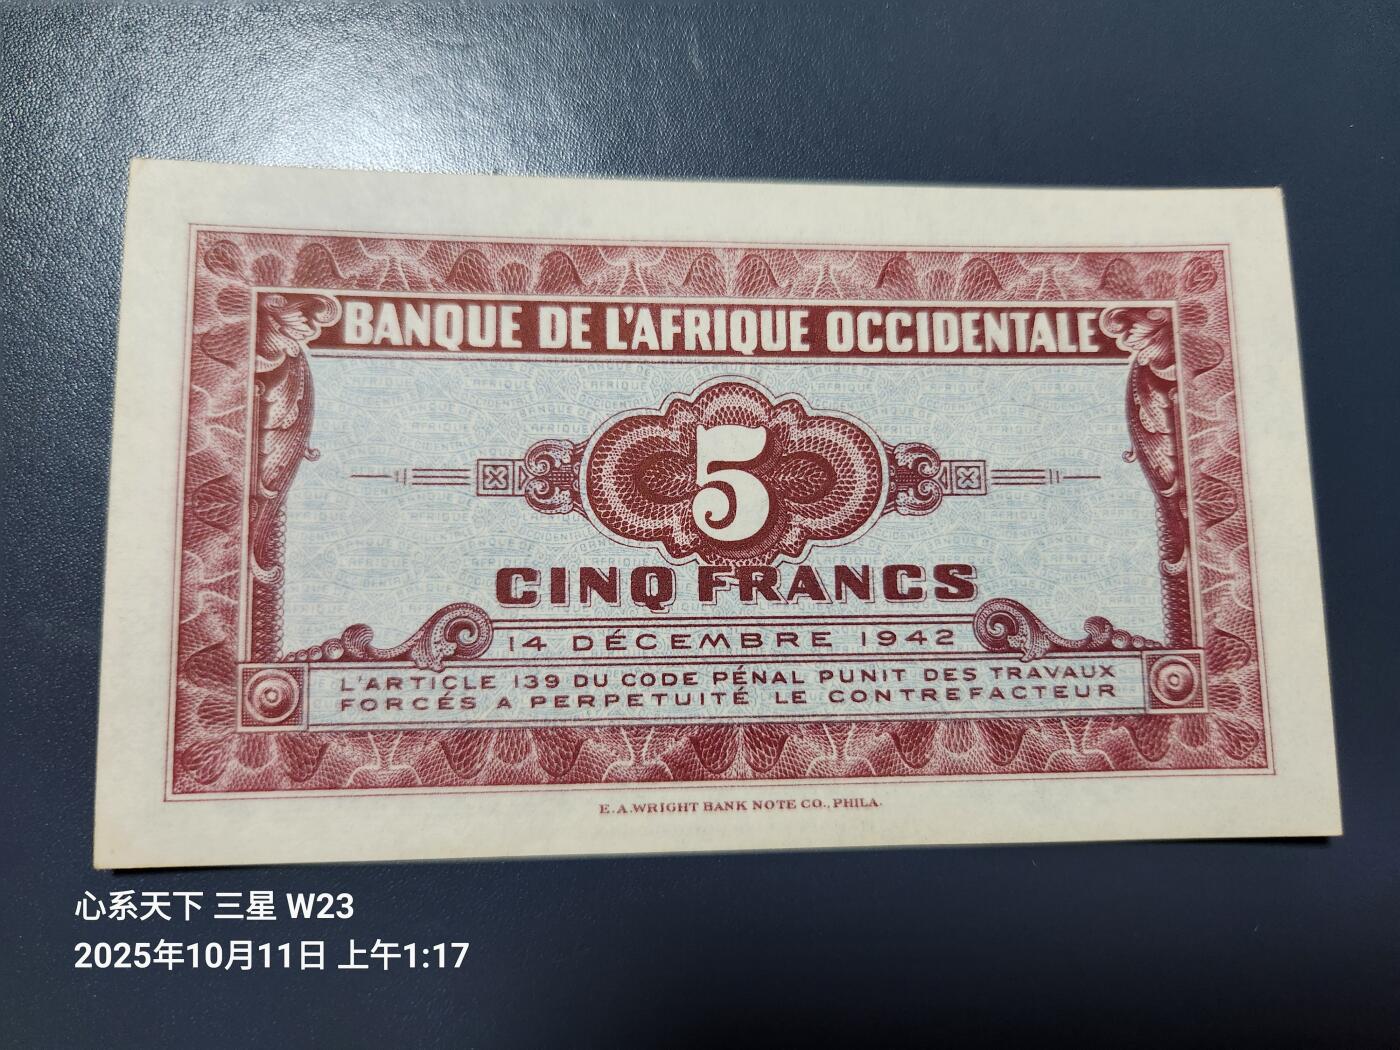 BANQUE DE L'AFRIQUE OCCIDENTALE
5
CINQ FRANCS
14 DÉCEMBRE 1942
L'ARTICLE 139 DU CODE PÉNAL PUNIT DES TRAVAUX
FORCÉS A PERPETUITÉ LE CONTREFACTEUR
E.A.WRIGHT BANK NOTE CO., PHILA.
心系天下 三星 W23
2025年10月11日 上午1:17